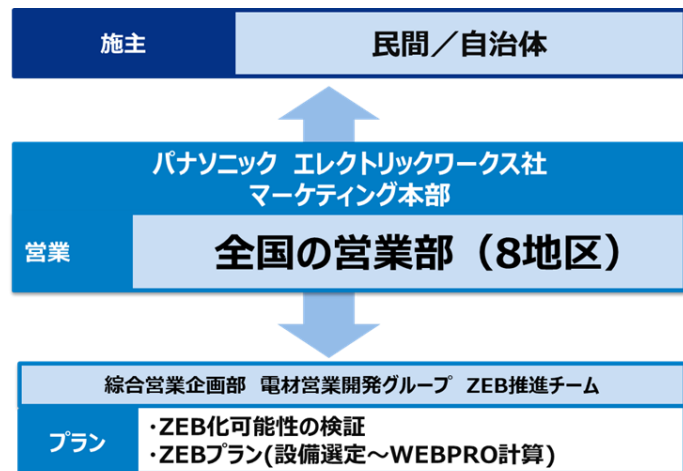 施主
民間／自治体
パナソニック エレクトリックワークス社
マーケティング本部
営業
全国の営業部（8地区）
綜合営業企画部 電材営業開発グループ ZEB推進チーム
プラン
・ZEB化可能性の検証
・ZEBプラン(設備選定～WEBPRO計算)